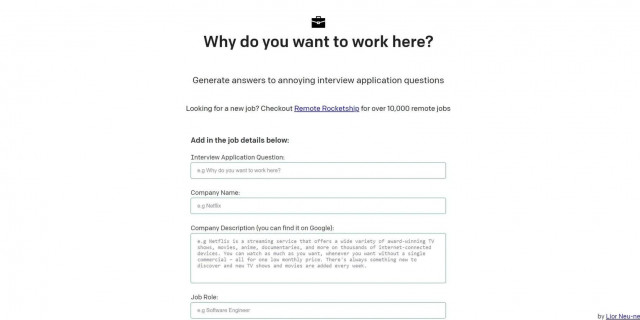 Why do you want to work here?
Generate answers to annoying interview application questions
Looking for a new job? Checkout Remote Rocketship for over 10,000 remote jobs
Add in the job details below:
Interview Application Question:
e.g Why do you want to work here?
Company Name:
e.g Netflix
Company Description (you can find it on Google):
e.g Netflix is a streaming service that offers a wide variety of award-winning TV
shows, movies, anime, documentaries, and more on thousands of internet-connected
devices. You can watch as much as you want, whenever you want without a single
commercial – all for one low monthly price. There's always something new to
discover and new TV shows and movies are added every week.
Job Role:
e.g Software Engineer
by Lior Neu-ne